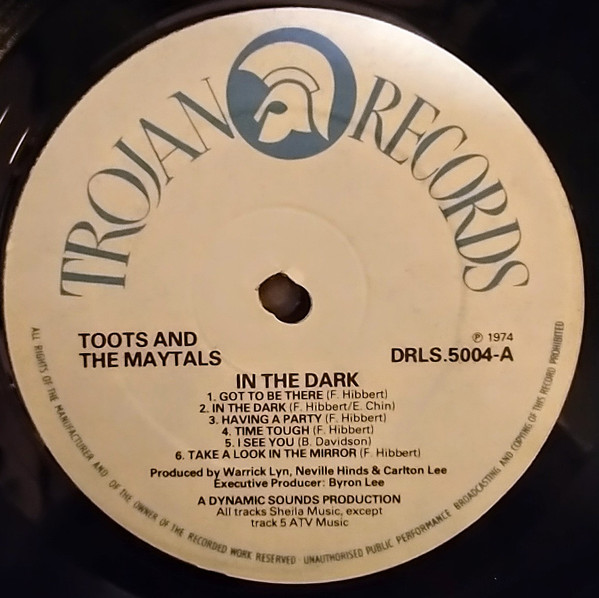 TROJAN RECORDS
TOOTS AND
THE MAYTALS
℗ 1974
DRLS.5004-A
IN THE DARK
1. GOT TO BE THERE (F. Hibbert)
2. IN THE DARK (F. Hibbert/E. Chin)
3. HAVING A PARTY (F. Hibbert)
4. TIME TOUGH (F. Hibbert)
5. I SEE YOU (B. Davidson)
6. TAKE A LOOK IN THE MIRROR (F. Hibbert)
Produced by Warrick Lyn, Neville Hinds & Carlton Lee
Executive Producer: Byron Lee
A DYNAMIC SOUNDS PRODUCTION
All tracks Sheila Music, except
track 5 ATV Music
ALL RIGHTS OF THE MANUFACTURER AND OF THE OWNER OF THE RECORDED WORK RESERVED · UNAUTHORISED PUBLIC PERFORMANCE BROADCASTING AND COPYING OF THIS RECORD PROHIBITED